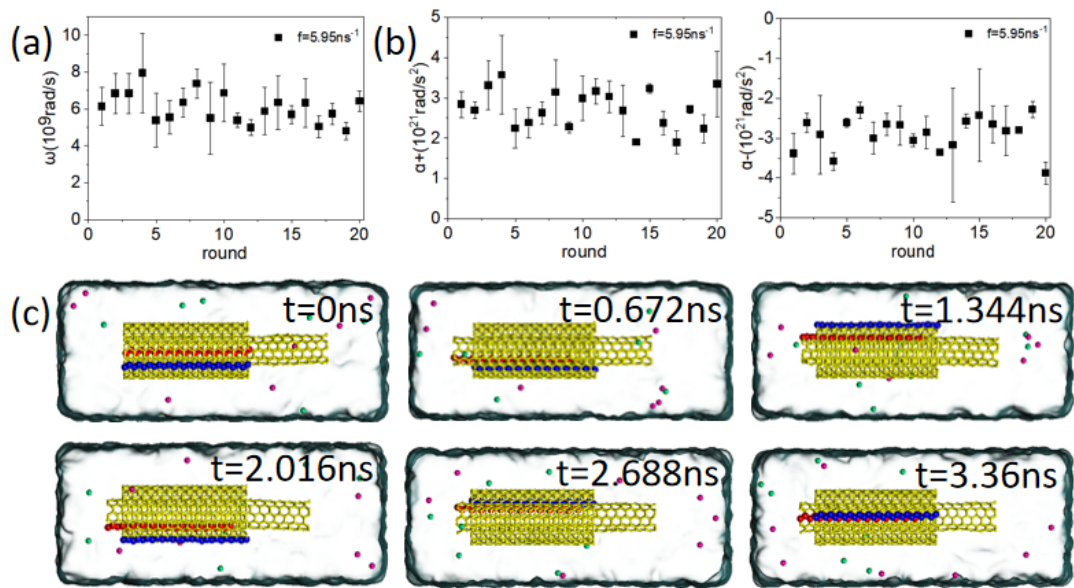 (a)
ω(10⁹rad/s)
10
8
6
4
2
0
f=5.95ns⁻¹
0 5 10 15 20
round
(b)
α+(10²¹rad/s²)
5
4
3
2
1
0
f=5.95ns⁻¹
0 5 10 15 20
round
α-(10²¹rad/s²)
0
-1
-2
-3
-4
-5
f=5.95ns⁻¹
0 5 10 15 20
round
(c)
t=0ns
t=0.672ns
t=1.344ns
t=2.016ns
t=2.688ns
t=3.36ns